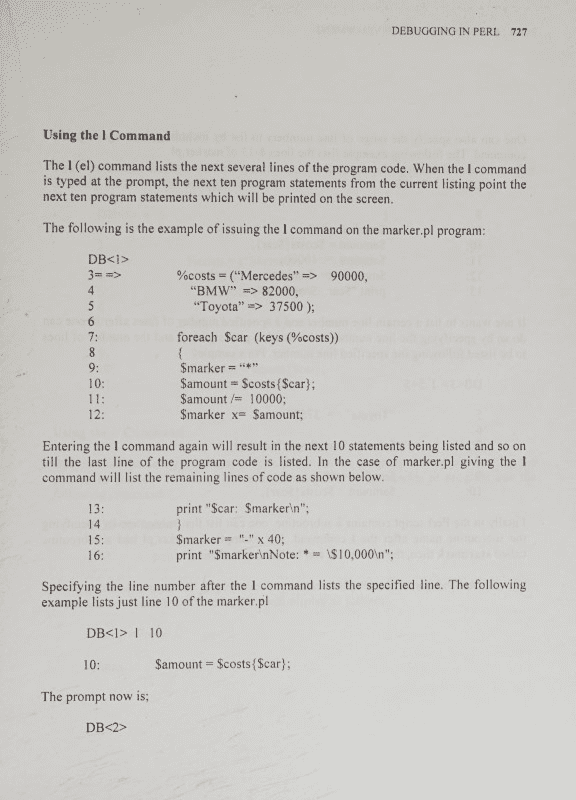 DEBUGGING IN PERL 727
Using the l Command
The l (el) command lists the next several lines of the program code. When the l command
is typed at the prompt, the next ten program statements from the current listing point the
next ten program statements which will be printed on the screen.
The following is the example of issuing the l command on the marker.pl program:
DB<1>
3= => %costs = ("Mercedes" => 90000,
4 "BMW" => 82000,
5 "Toyota" => 37500 );
6
7: foreach $car (keys (%costs))
8 {
9: $marker = "*"
10: $amount = $costs{$car};
11: $amount /= 10000;
12: $marker x= $amount;
Entering the l command again will result in the next 10 statements being listed and so on
till the last line of the program code is listed. In the case of marker.pl giving the l
command will list the remaining lines of code as shown below.
13: print "$car: $marker\n";
14 }
15: $marker = "-" x 40;
16: print "$marker\nNote: * = \$10,000\n";
Specifying the line number after the l command lists the specified line. The following
example lists just line 10 of the marker.pl
DB<1> l 10
10: $amount = $costs{$car};
The prompt now is;
DB<2>